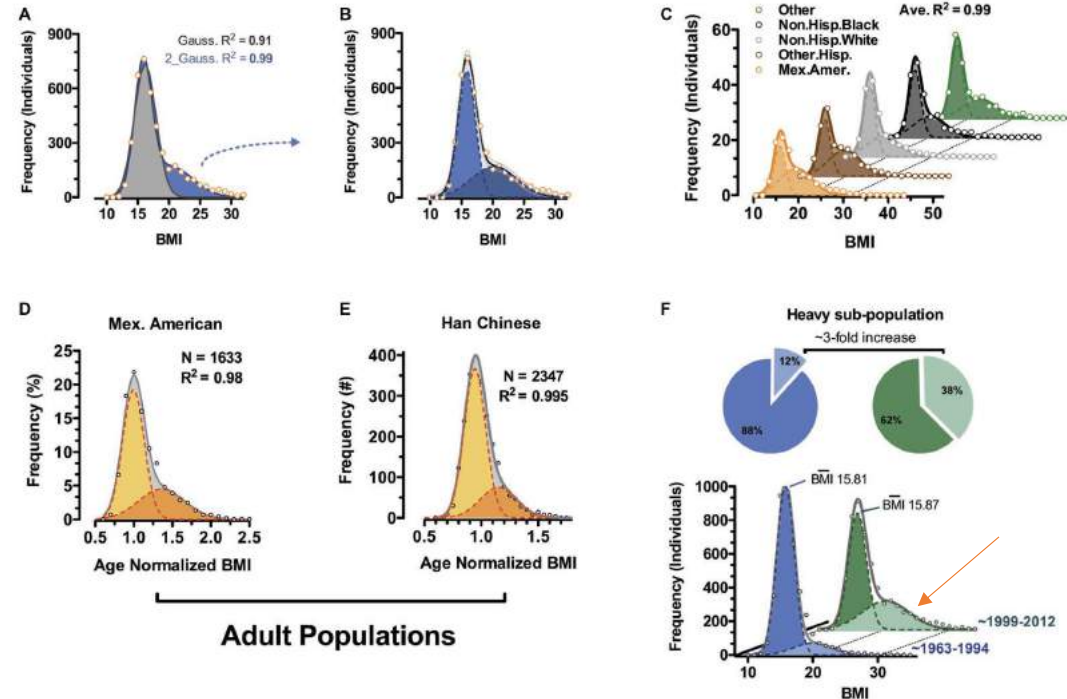 A
Gauss. R² = 0.91
2_Gauss. R² = 0.99
Frequency (Individuals)
900
600
300
0
10 15 20 25 30
BMI
B
Frequency (Individuals)
900
600
300
0
10 15 20 25 30
BMI
C
Other
Non.Hisp.Black
Non.Hisp.White
Other.Hisp.
Mex.Amer.
Ave. R² = 0.99
Frequency (Individuals)
60
40
20
0
10 20 30 40 50
BMI
D
Mex. American
N = 1633
R² = 0.98
Frequency (%)
25
20
15
10
5
0
0.5 1.0 1.5 2.0 2.5
Age Normalized BMI
E
Han Chinese
N = 2347
R² = 0.995
Frequency (#)
400
300
200
100
0
0.5 1.0 1.5
Age Normalized BMI
Adult Populations
F
Heavy sub-population
~3-fold increase
12%
88%
38%
62%
Frequency (Individuals)
1000
800
600
400
200
0
BMI 15.81
BMI 15.87
~1999-2012
~1963-1994
10 20 30
BMI